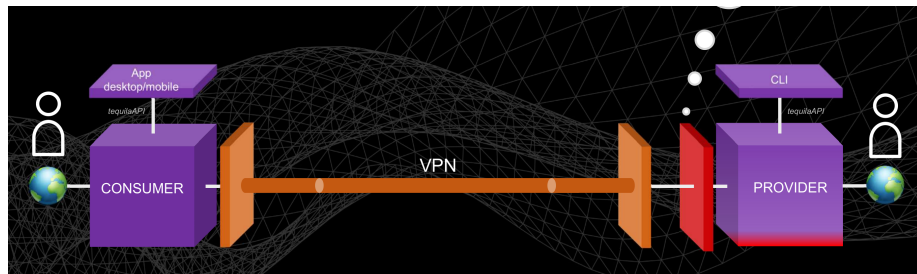 App
desktop/mobile
CLI
tequilaAPI
tequilaAPI
VPN
CONSUMER
PROVIDER